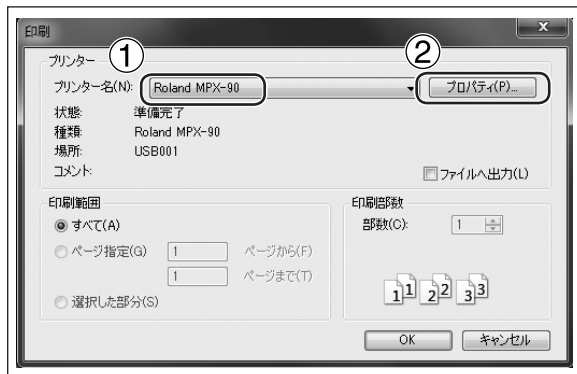 印刷
① ②
プリンター
プリンター名(N): Roland MPX-90 プロパティ(P)...
状態: 準備完了
種類: Roland MPX-90
場所: USB001
コメント: ファイルへ出力(L)
印刷範囲 印刷部数
すべて(A) 部数(C): 1
ページ指定(G) 1 ページから(F)
1 ページまで(T)
選択した部分(S)
1 1 2 2 3 3
OK キャンセル